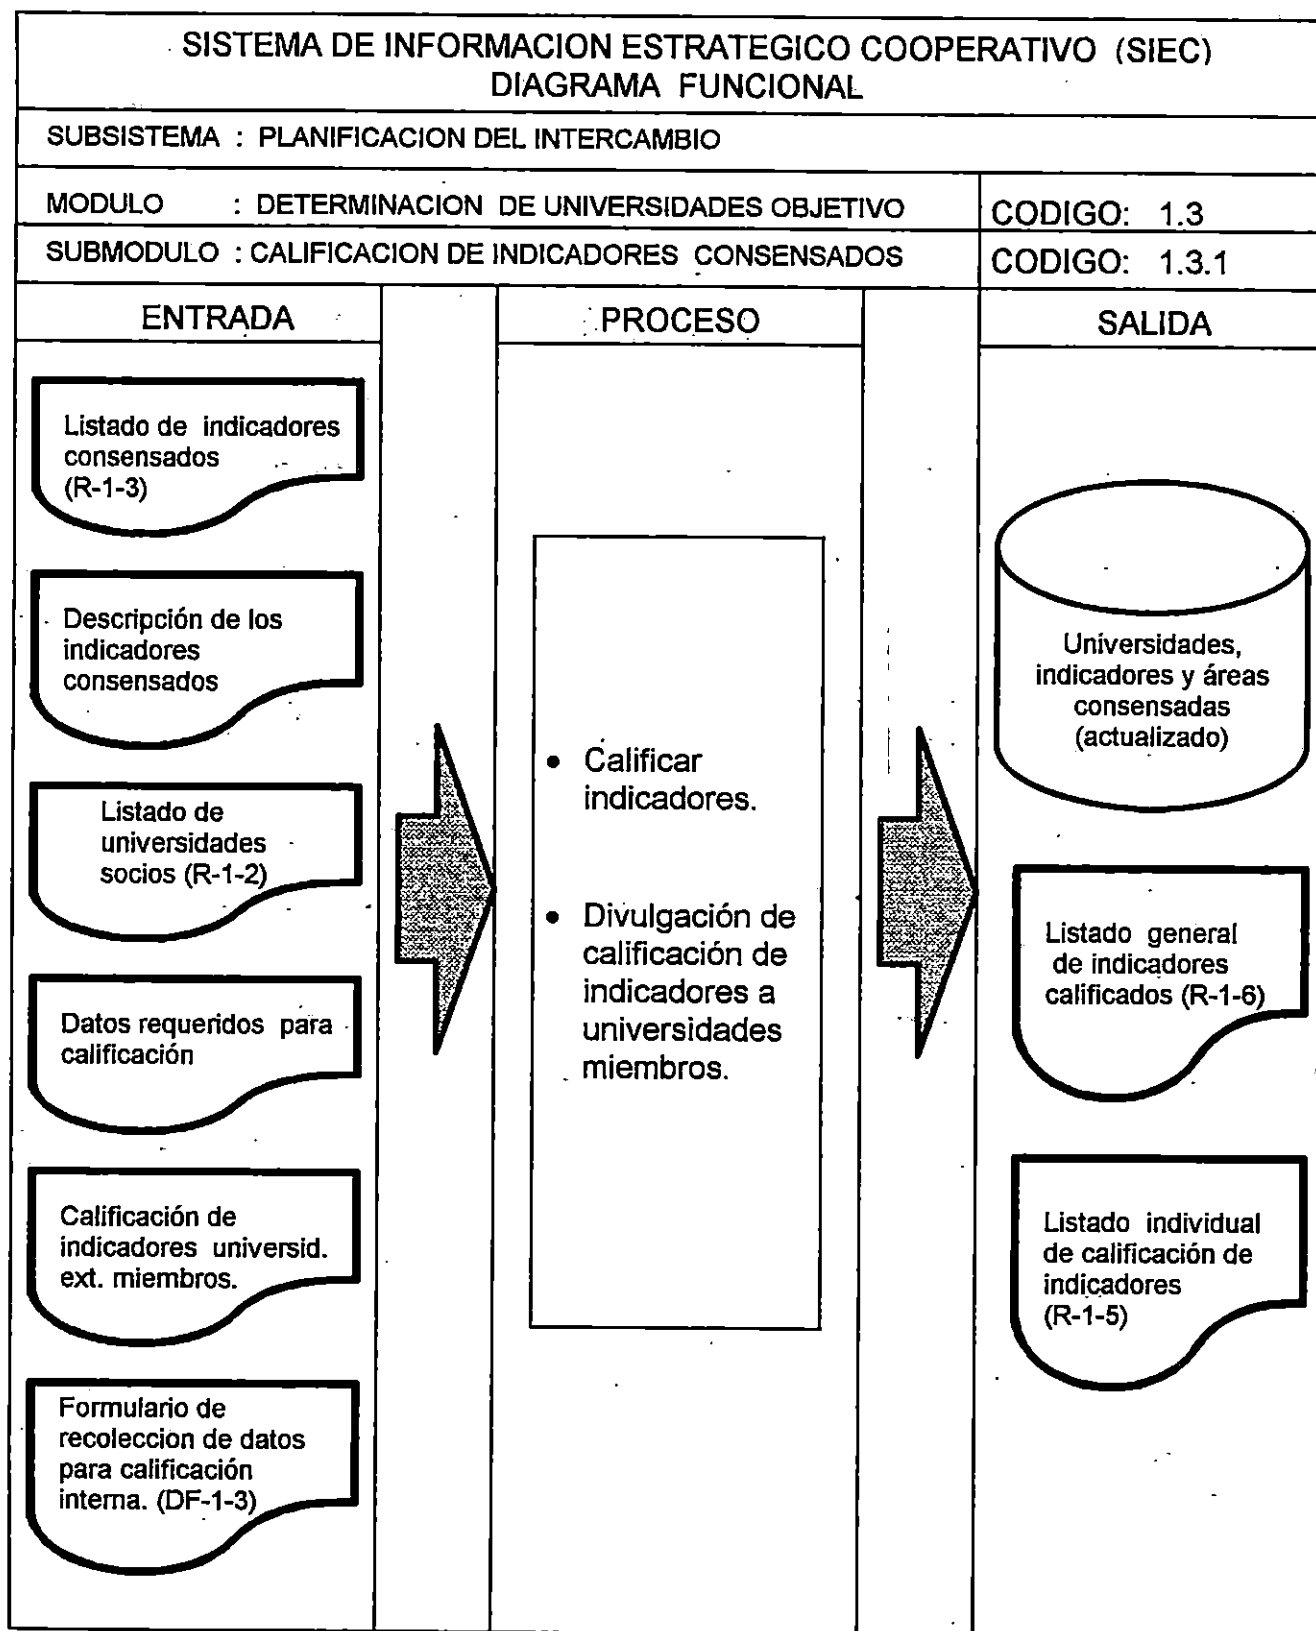 SISTEMA DE INFORMACION ESTRATEGICO COOPERATIVO (SIEC)
DIAGRAMA FUNCIONAL
SUBSISTEMA : PLANIFICACION DEL INTERCAMBIO
MODULO : DETERMINACION DE UNIVERSIDADES OBJETIVO
CODIGO: 1.3
SUBMODULO : CALIFICACION DE INDICADORES CONSENSADOS
CODIGO: 1.3.1
ENTRADA
PROCESO
SALIDA
Listado de indicadores
consensados
(R-1-3)
Descripción de los
indicadores
consensados
Listado de
universidades
socios (R-1-2)
Datos requeridos para
calificación
Calificación de
indicadores universid.
ext. miembros.
Formulario de
recoleccion de datos
para calificación
interna. (DF-1-3)
• Calificar
indicadores.
• Divulgación de
calificación de
indicadores a
universidades
miembros.
Universidades,
indicadores y áreas
consensadas
(actualizado)
Listado general
de indicadores
calificados (R-1-6)
Listado individual
de calificación de
indicadores
(R-1-5)